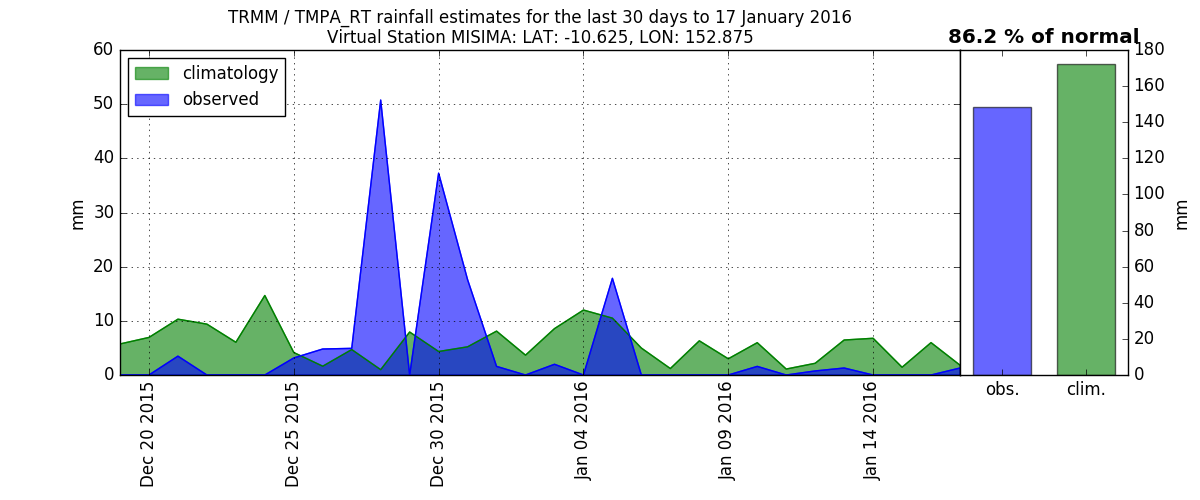 TRMM / TMPA_RT rainfall estimates for the last 30 days to 17 January 2016
Virtual Station MISIMA: LAT: -10.625, LON: 152.875
86.2 % of normal
climatology
observed
60
50
40
30
20
10
0
mm
Dec 20 2015
Dec 25 2015
Dec 30 2015
Jan 04 2016
Jan 09 2016
Jan 14 2016
180
160
140
120
100
80
60
40
20
0
mm
obs.
clim.